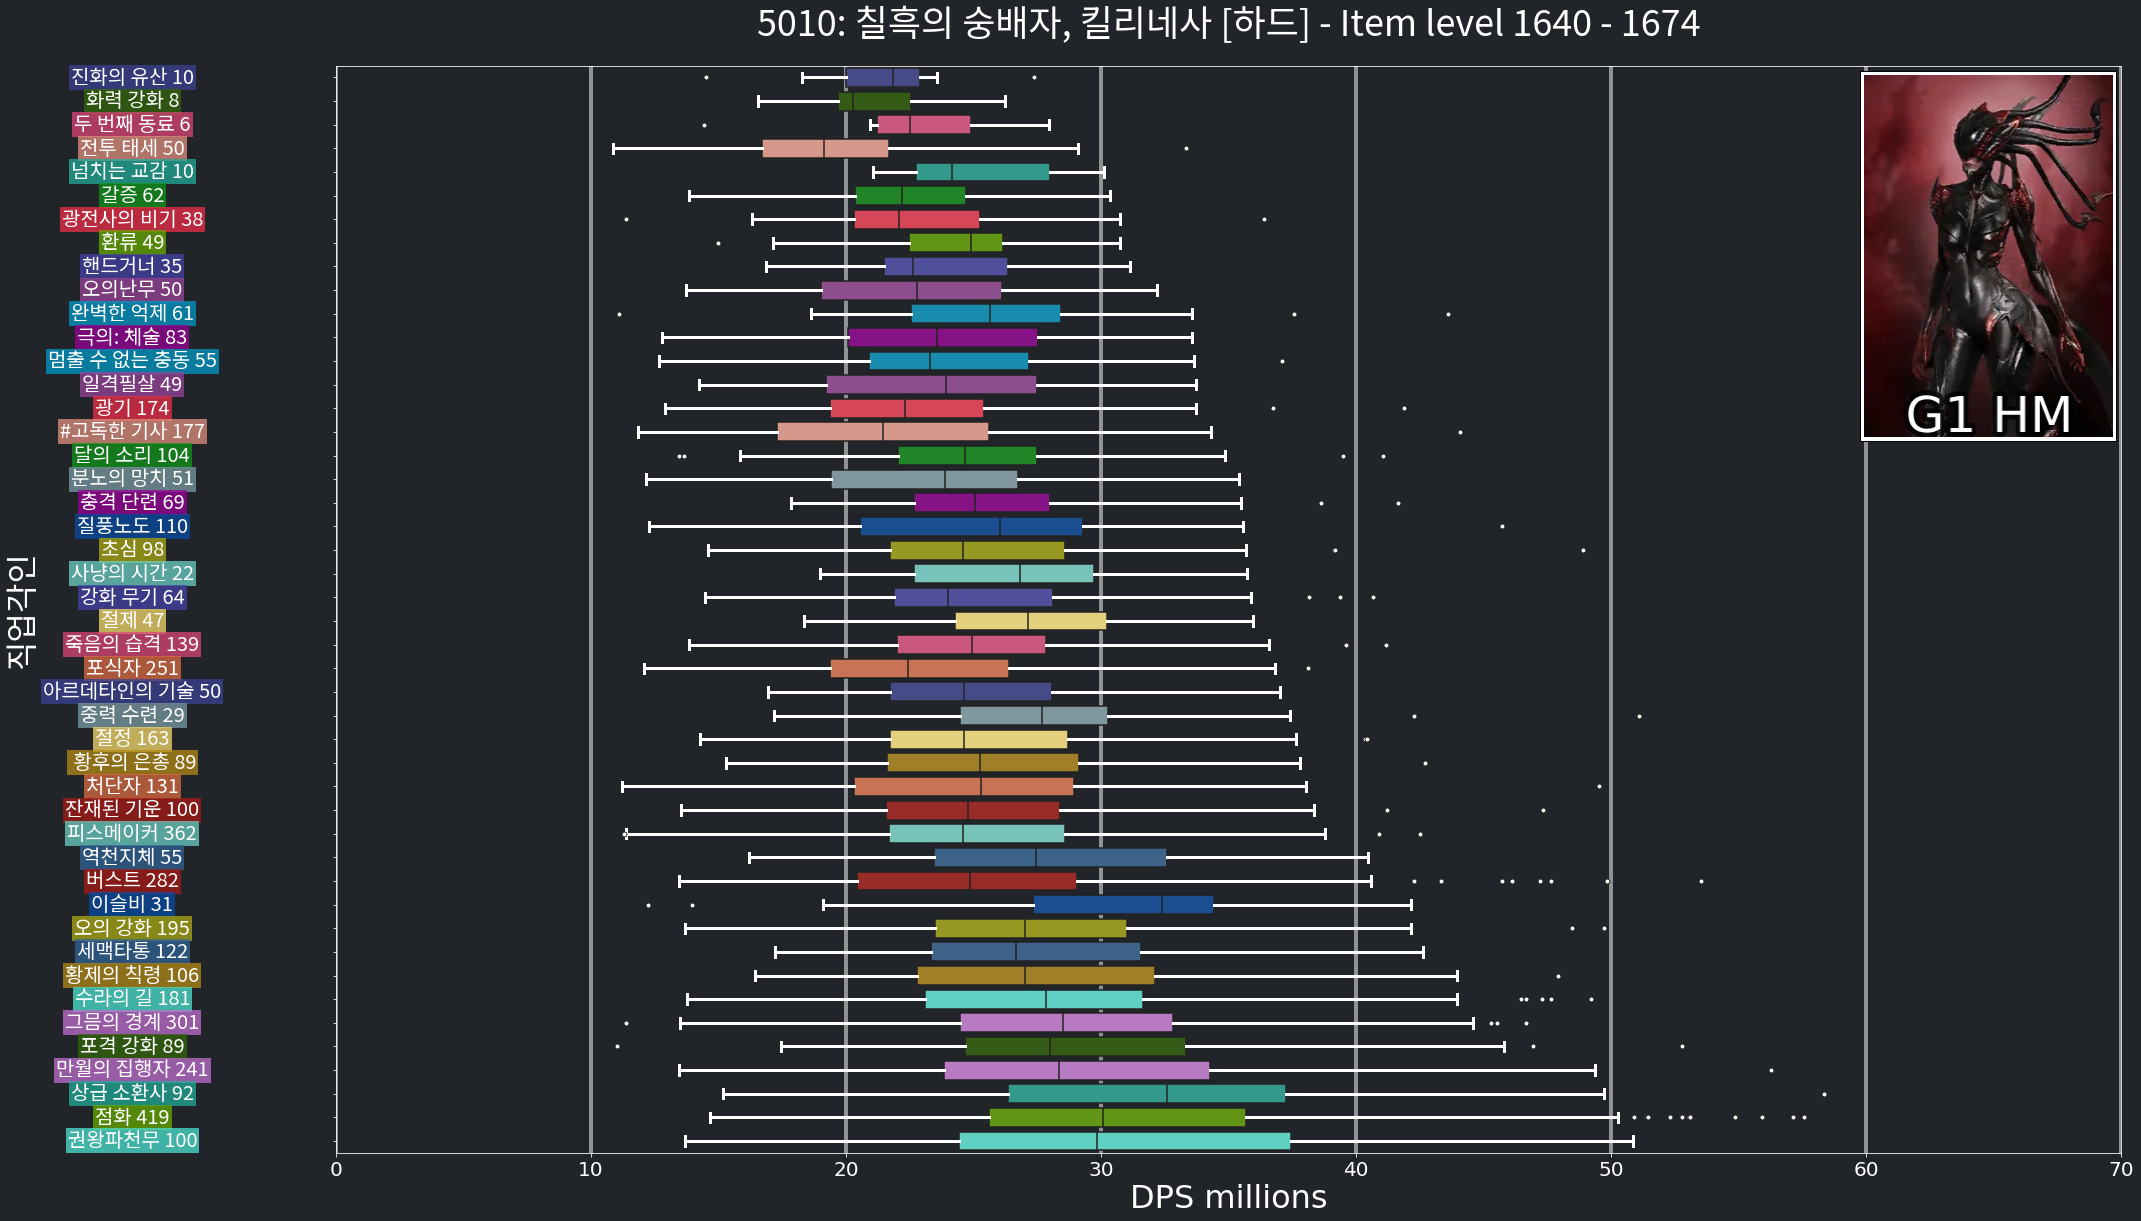 5010: 칠흑의 숭배자, 킬리네사 [하드] - Item level 1640 - 1674
진화의 유산 10
화력 강화 8
두 번째 동료 6
전투 태세 50
넘치는 교감 10
갈증 62
광전사의 비기 38
환류 49
핸드거너 35
오의난무 50
완벽한 억제 61
극의: 체술 83
멈출 수 없는 충동 55
일격필살 49
광기 174
#고독한 기사 177
달의 소리 104
분노의 망치 51
충격 단련 69
질풍노도 110
초심 98
사냥의 시간 22
강화 무기 64
절제 47
죽음의 습격 139
포식자 251
아르데타인의 기술 50
중력 수련 29
절정 163
황후의 은총 89
처단자 131
잔재된 기운 100
피스메이커 362
역천지체 55
버스트 282
이슬비 31
오의 강화 195
세맥타통 122
황제의 칙령 106
수라의 길 181
그믐의 경계 301
포격 강화 89
만월의 집행자 241
상급 소환사 92
점화 419
권왕파천무 100
직업각인
G1 HM
0 10 20 30 40 50 60 70
DPS millions